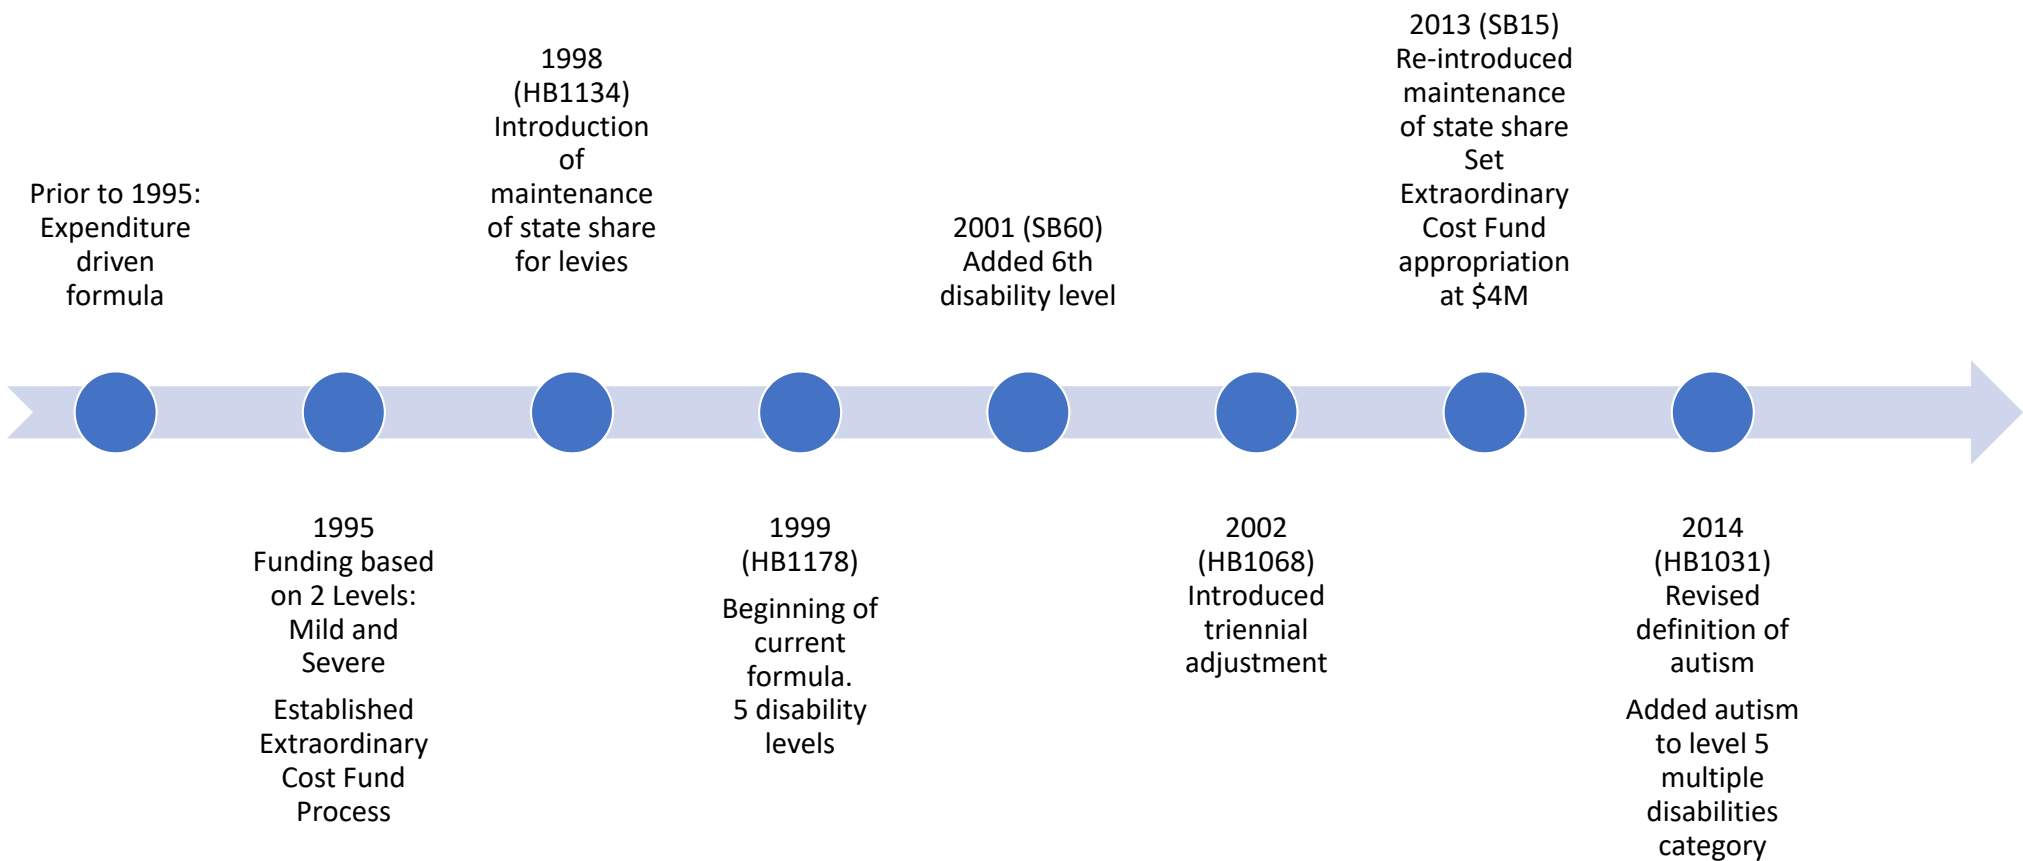 Prior to 1995:
Expenditure
driven
formula
1995
Funding based
on 2 Levels:
Mild and
Severe
Established
Extraordinary
Cost Fund
Process
1998
(HB1134)
Introduction
of
maintenance
of state share
for levies
1999
(HB1178)
Beginning of
current
formula.
5 disability
levels
2001 (SB60)
Added 6th
disability level
2002
(HB1068)
Introduced
triennial
adjustment
2013 (SB15)
Re-introduced
maintenance
of state share
Set
Extraordinary
Cost Fund
appropriation
at $4M
2014
(HB1031)
Revised
definition of
autism
Added autism
to level 5
multiple
disabilities
category